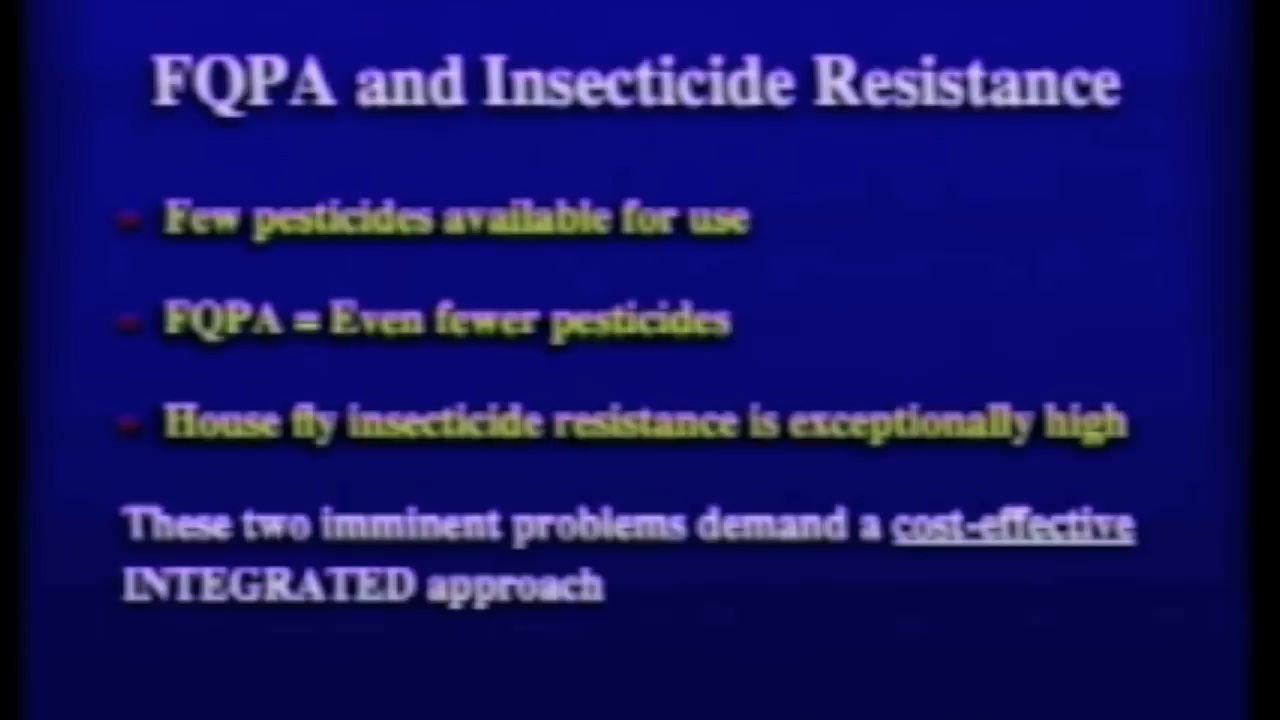 FQPA and Insecticide Resistance
- Few pesticides available for use
- FQPA = Even fewer pesticides
- House fly insecticide resistance is exceptionally high
These two imminent problems demand a cost-effective
INTEGRATED approach